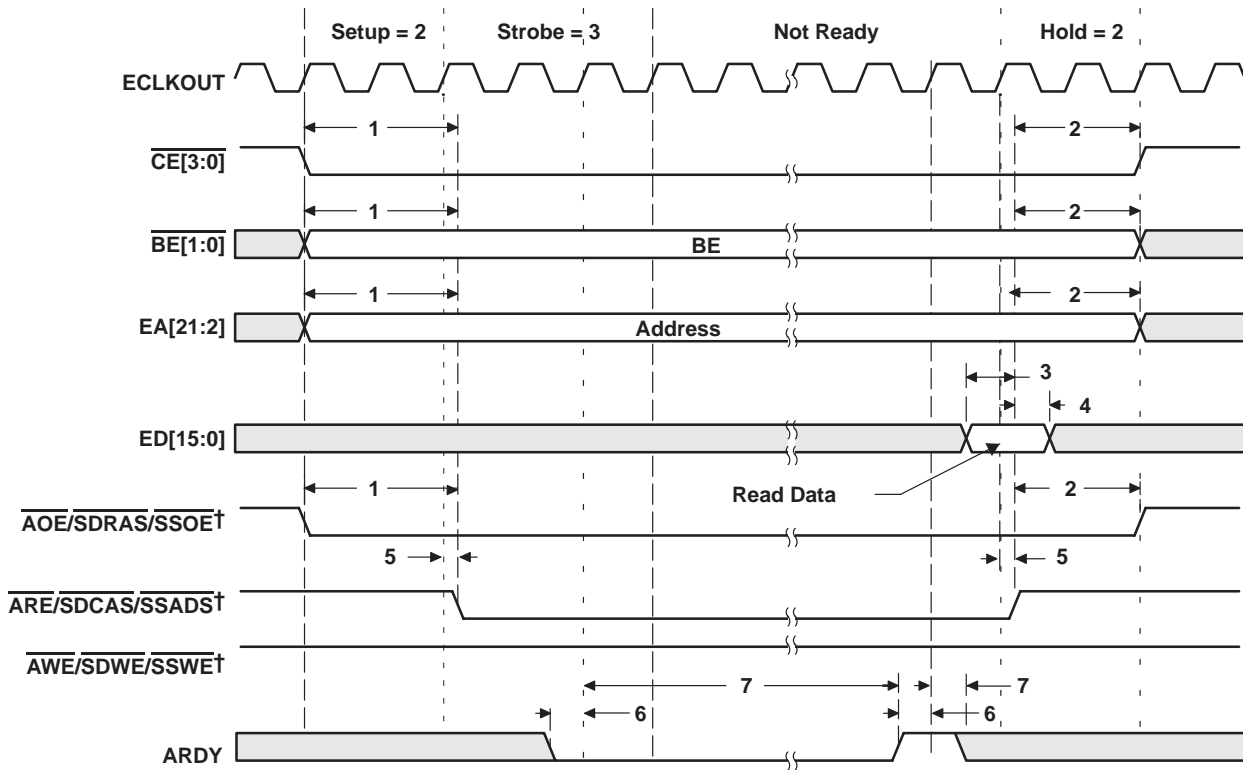 Setup = 2 Strobe = 3 Not Ready Hold = 2
ECLKOUT
1 2
CE[3:0]
1 2
BE[1:0] BE
1 2
EA[21:2] Address
3
4
ED[15:0]
Read Data
1 2
AOE/SDRAS/SSOE†
5 5
ARE/SDCAS/SSADS†
AWE/SDWE/SSWE†
7 7
6 6
ARDY